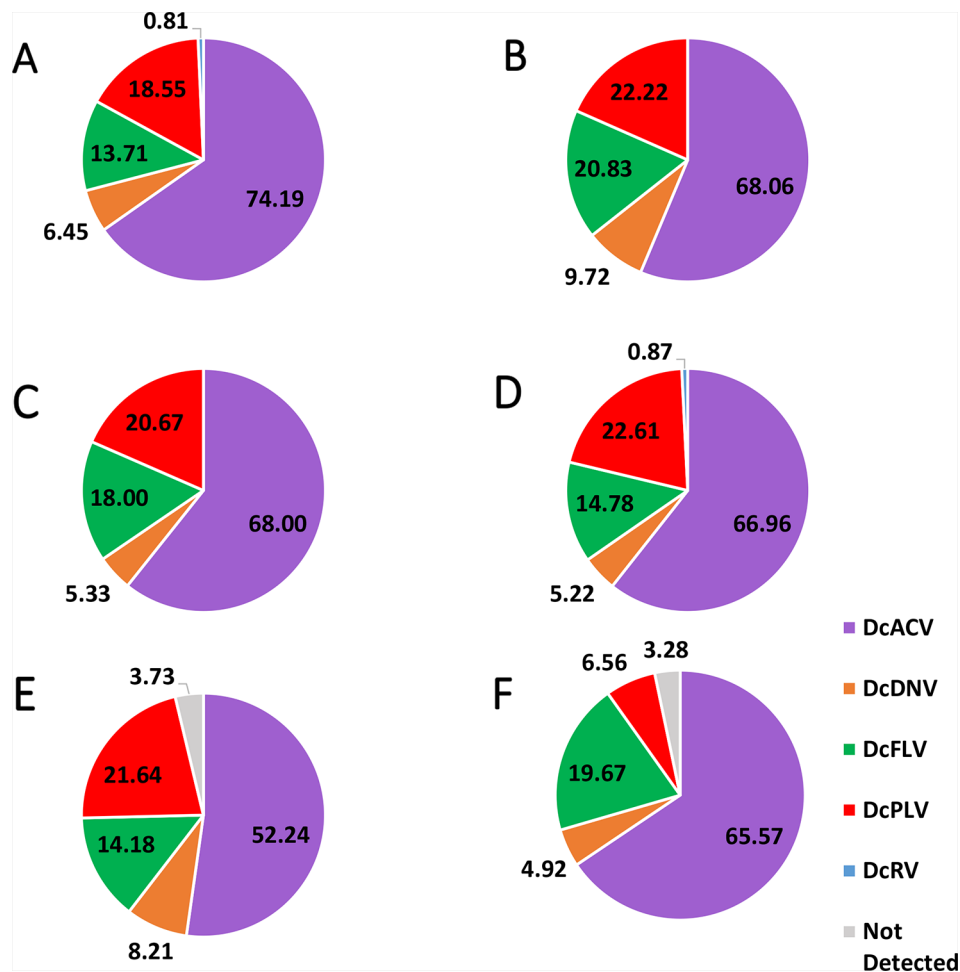 A
0.81
18.55
13.71
6.45
74.19
B
22.22
20.83
9.72
68.06
C
20.67
18.00
5.33
68.00
D
0.87
22.61
14.78
5.22
66.96
E
3.73
21.64
14.18
8.21
52.24
F
3.28
6.56
19.67
4.92
65.57
DcACV
DcDNV
DcFLV
DcPLV
DcRV
Not
Detected